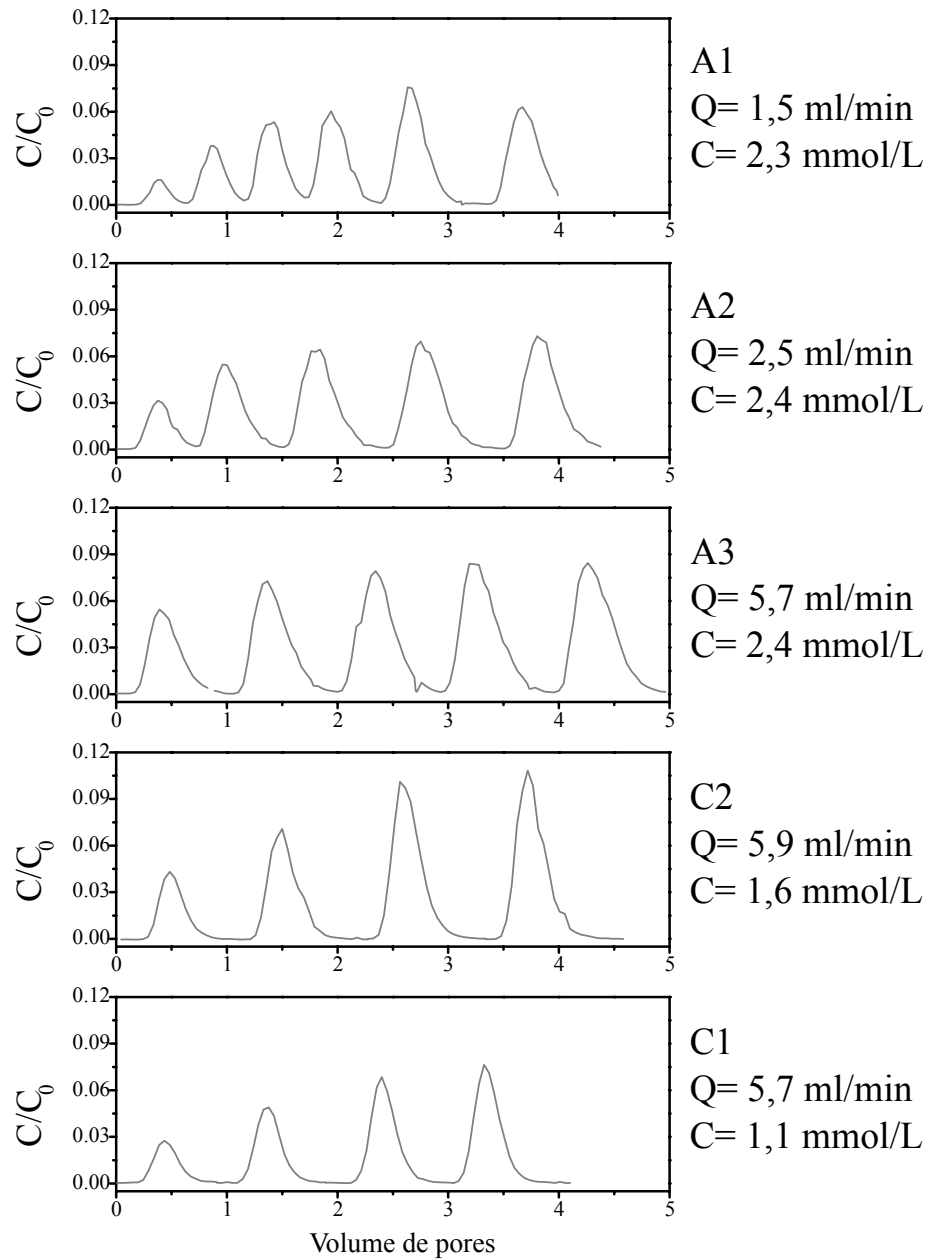 0.12
0.09
0.06
0.03
0.00
C/C0
0 1 2 3 4 5
A1
Q= 1,5 ml/min
C= 2,3 mmol/L
0.12
0.09
0.06
0.03
0.00
C/C0
0 1 2 3 4 5
A2
Q= 2,5 ml/min
C= 2,4 mmol/L
0.12
0.09
0.06
0.03
0.00
C/C0
0 1 2 3 4 5
A3
Q= 5,7 ml/min
C= 2,4 mmol/L
0.12
0.09
0.06
0.03
0.00
C/C0
0 1 2 3 4 5
C2
Q= 5,9 ml/min
C= 1,6 mmol/L
0.12
0.09
0.06
0.03
0.00
C/C0
0 1 2 3 4 5
C1
Q= 5,7 ml/min
C= 1,1 mmol/L
Volume de pores